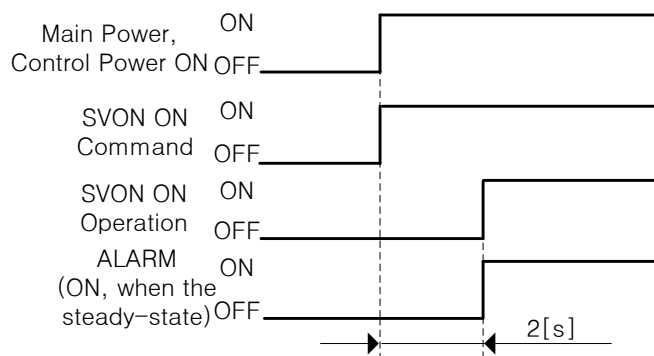 Main Power,
Control Power ON
ON
OFF
SVON ON
Command
ON
OFF
SVON ON
Operation
ON
OFF
ALARM
(ON, when the
steady-state)
ON
OFF
2[s]